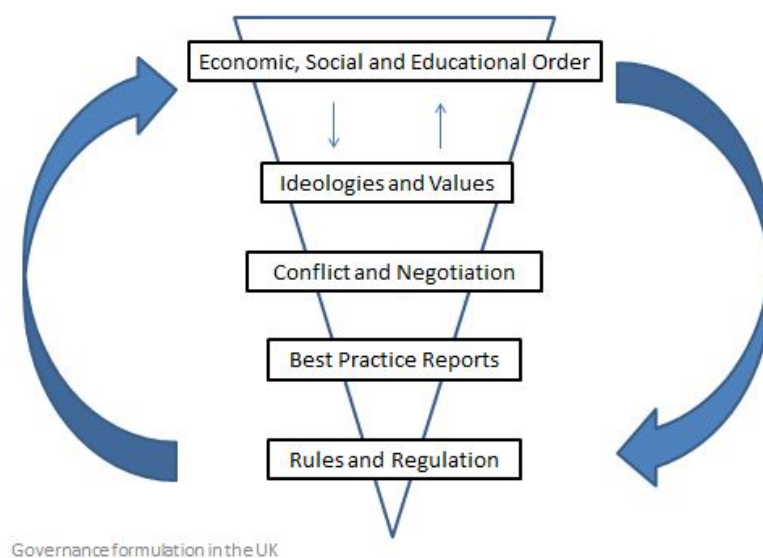 Economic, Social and Educational Order
Ideologies and Values
Conflict and Negotiation
Best Practice Reports
Rules and Regulation
Governance formulation in the UK